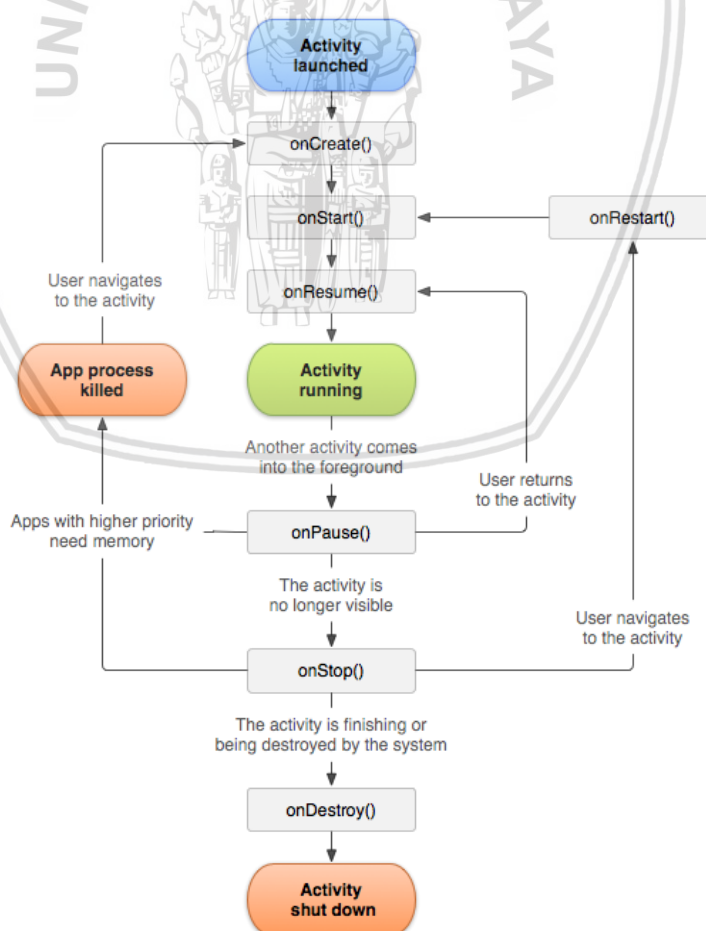 UNI
AYA
Activity
launched
onCreate()
onStart()
onRestart()
onResume()
User navigates
to the activity
App process
killed
Activity
running
Another activity comes
into the foreground
User returns
to the activity
Apps with higher priority
need memory
onPause()
The activity is
no longer visible
User navigates
to the activity
onStop()
The activity is finishing or
being destroyed by the system
onDestroy()
Activity
shut down